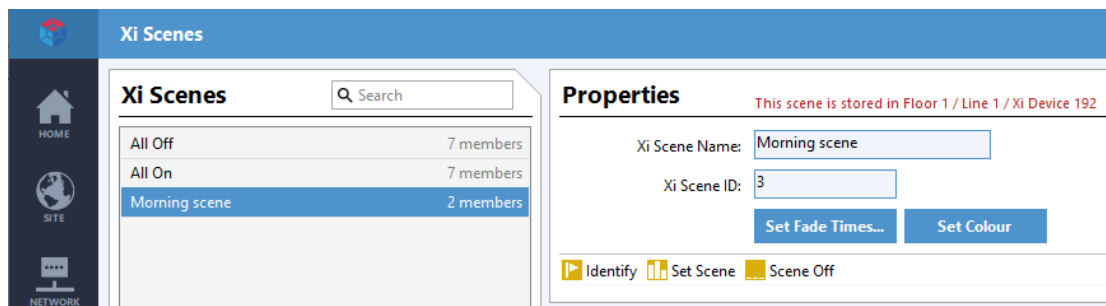 Xi Scenes
HOME
SITE
NETWORK
Xi Scenes
Search
All Off 7 members
All On 7 members
Morning scene 2 members
Properties
This scene is stored in Floor 1 / Line 1 / Xi Device 192
Xi Scene Name: Morning scene
Xi Scene ID: 3
Set Fade Times... Set Colour
Identify Set Scene Scene Off